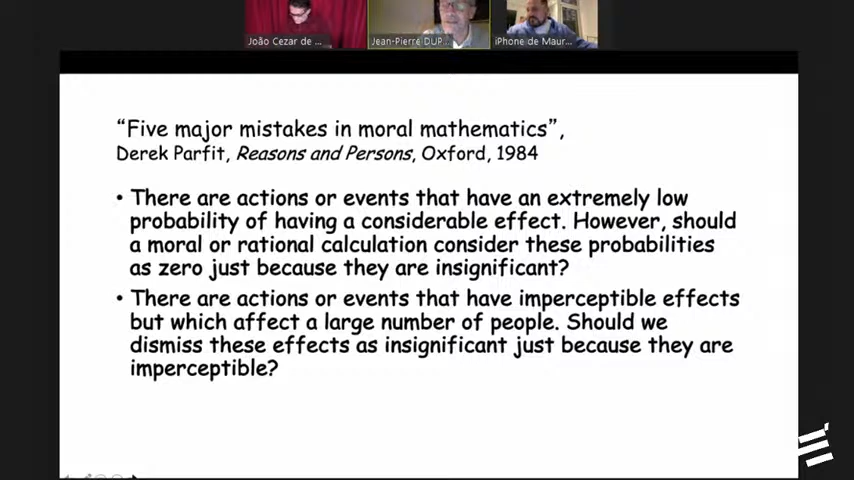 João Cezar de ...
Jean-Pierre DUP...
iPhone de Maur...
“Five major mistakes in moral mathematics”,
Derek Parfit, Reasons and Persons, Oxford, 1984
• There are actions or events that have an extremely low
probability of having a considerable effect. However, should
a moral or rational calculation consider these probabilities
as zero just because they are insignificant?
• There are actions or events that have imperceptible effects
but which affect a large number of people. Should we
dismiss these effects as insignificant just because they are
imperceptible?